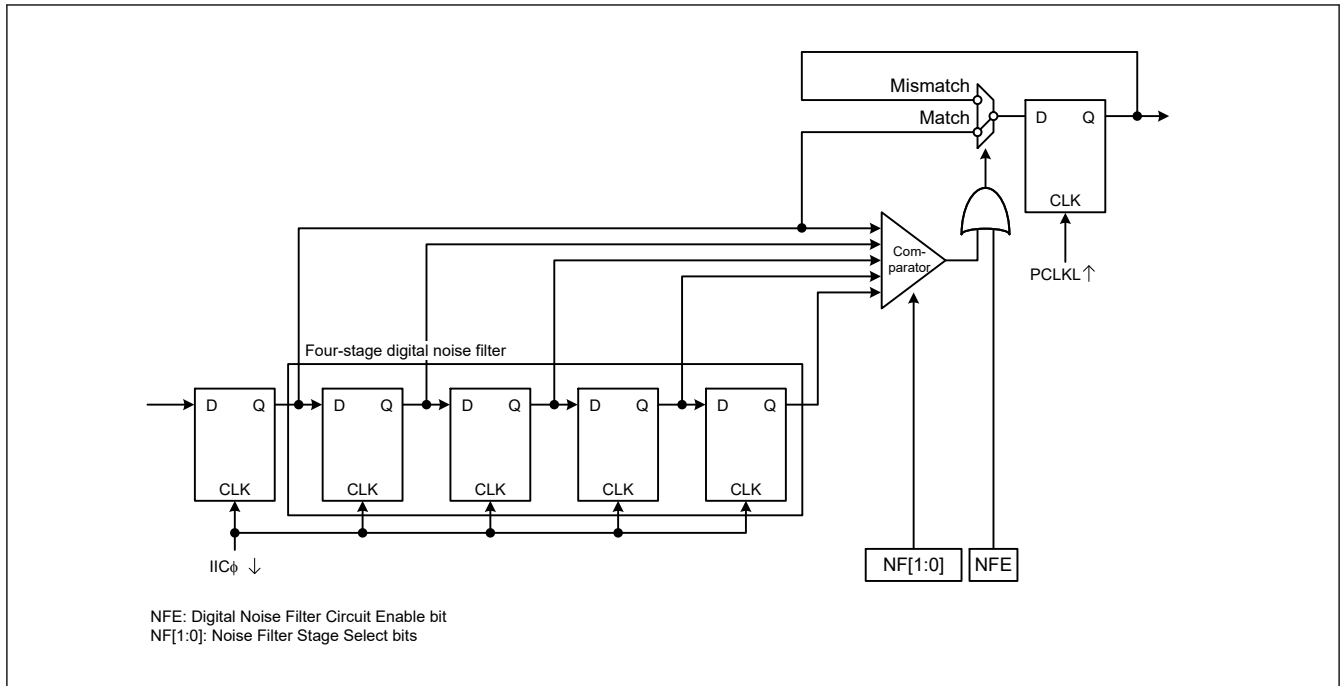 Mismatch
Match
D Q
CLK
PCLKL↑
Com-
parator
Four-stage digital noise filter
D Q D Q D Q D Q D Q
CLK CLK CLK CLK CLK
IICϕ ↓
NF[1:0] NFE
NFE: Digital Noise Filter Circuit Enable bit
NF[1:0]: Noise Filter Stage Select bits